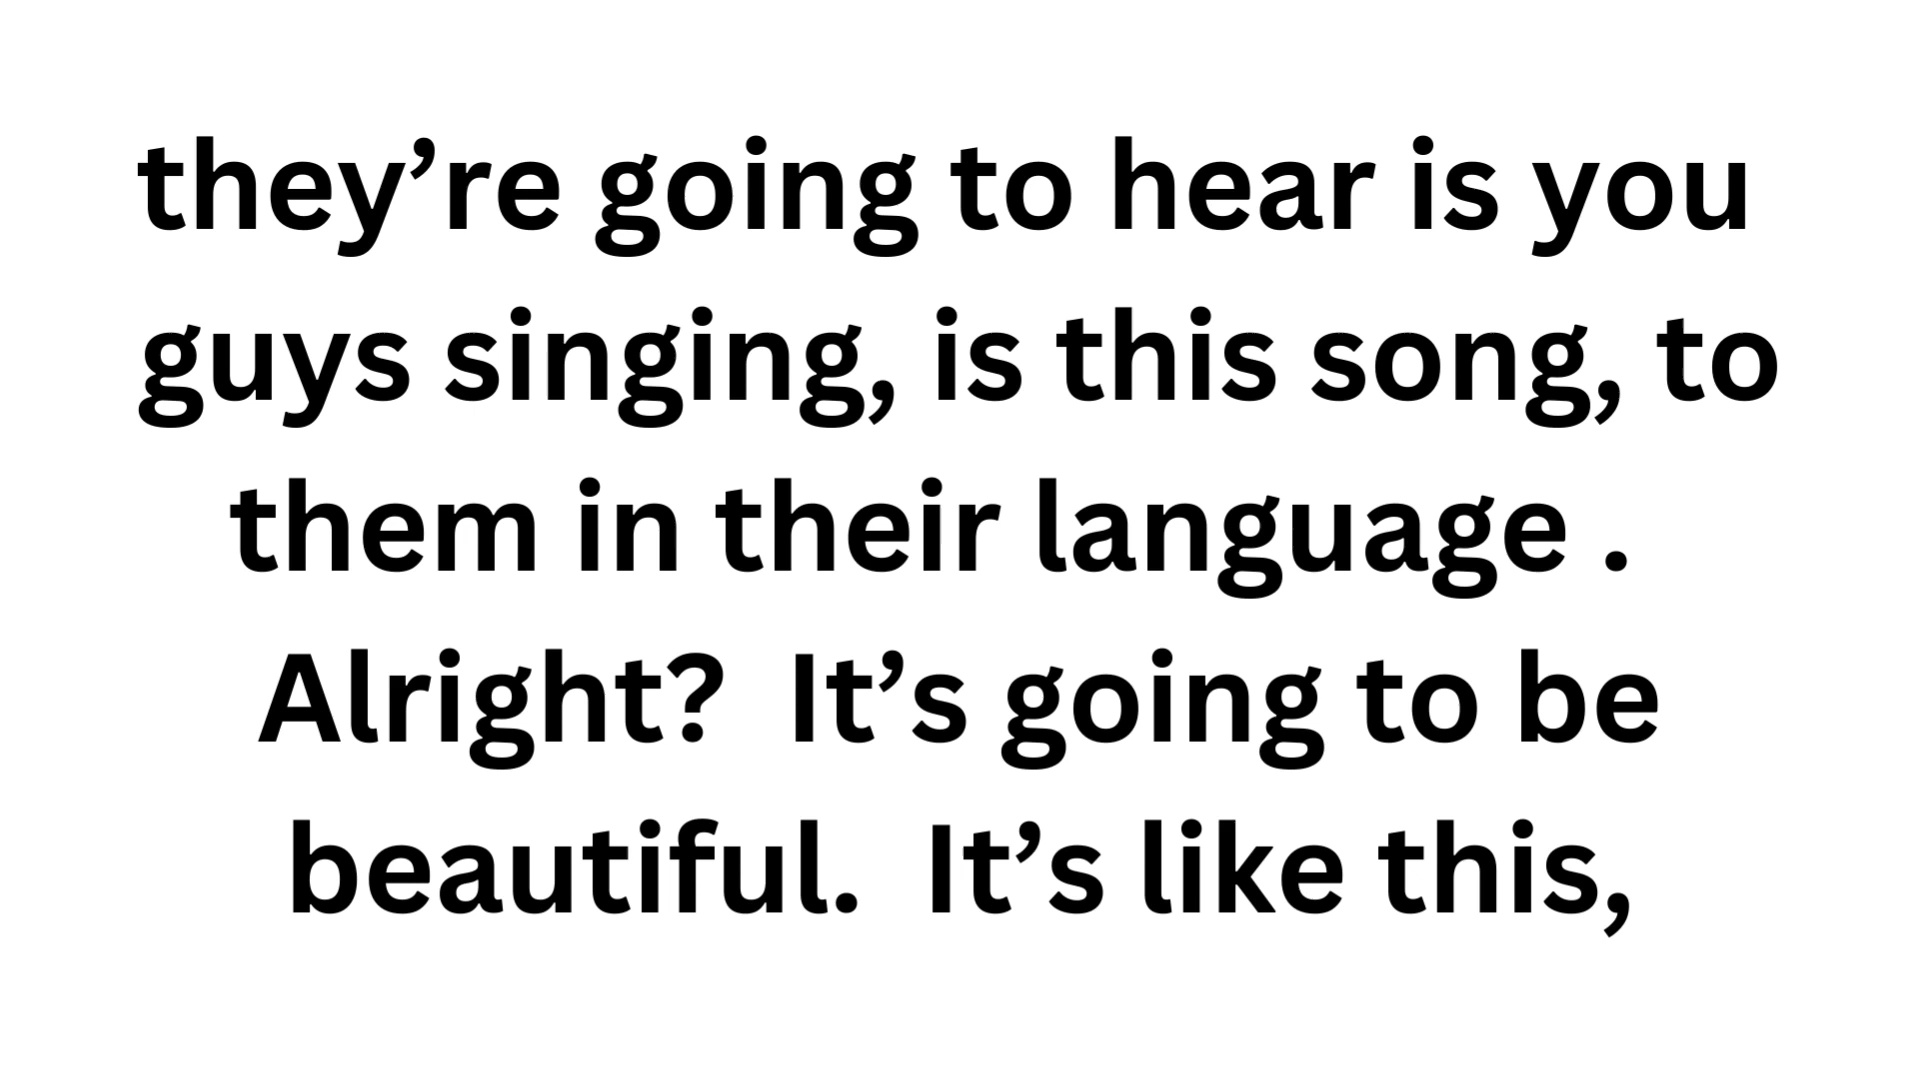 they’re going to hear is you
guys singing, is this song, to
them in their language .
Alright?  It’s going to be
beautiful.  It’s like this,